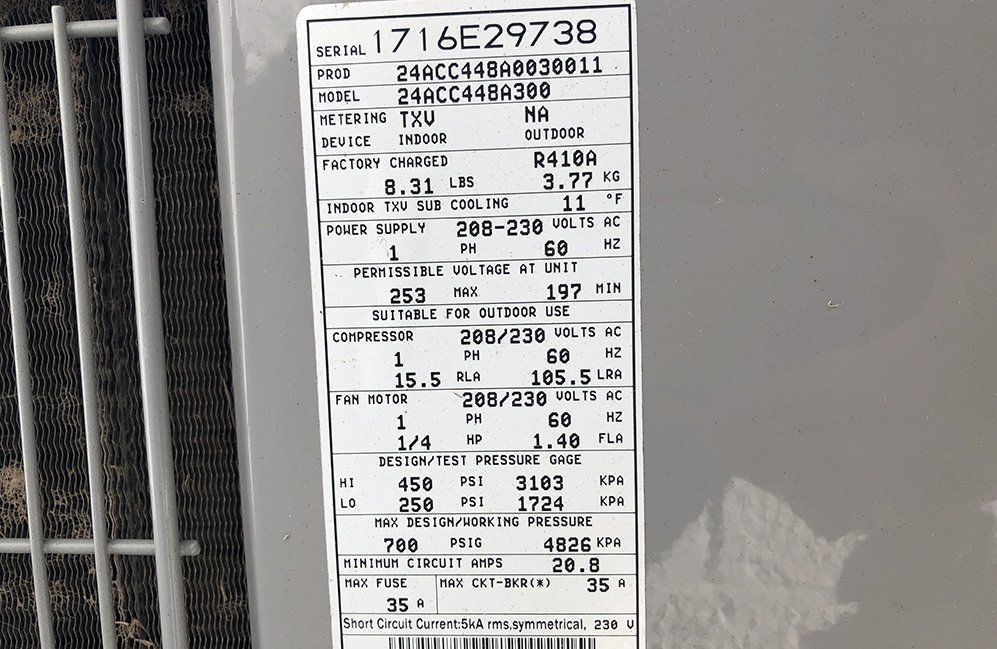 SERIAL 1716E29738
PROD 24ACC448A0030011
MODEL 24ACC448A300
METERING TXV NA
DEVICE INDOOR OUTDOOR
FACTORY CHARGED R410A
8.31 LBS 3.77 KG
INDOOR TXV SUB COOLING 11 °F
POWER SUPPLY 208-230 VOLTS AC
1 PH 60 HZ
PERMISSIBLE VOLTAGE AT UNIT
253 MAX 197 MIN
SUITABLE FOR OUTDOOR USE
COMPRESSOR 208/230 VOLTS AC
1 PH 60 HZ
15.5 RLA 105.5 LRA
FAN MOTOR 208/230 VOLTS AC
1 PH 60 HZ
1/4 HP 1.40 FLA
DESIGN/TEST PRESSURE GAGE
HI 450 PSI 3103 KPA
LO 250 PSI 1724 KPA
MAX DESIGN/WORKING PRESSURE
700 PSIG 4826 KPA
MINIMUM CIRCUIT AMPS 20.8
MAX FUSE MAX CKT-BKR(*) 35 A
35 A
Short Circuit Current:5kA rms,symmetrical, 230 V